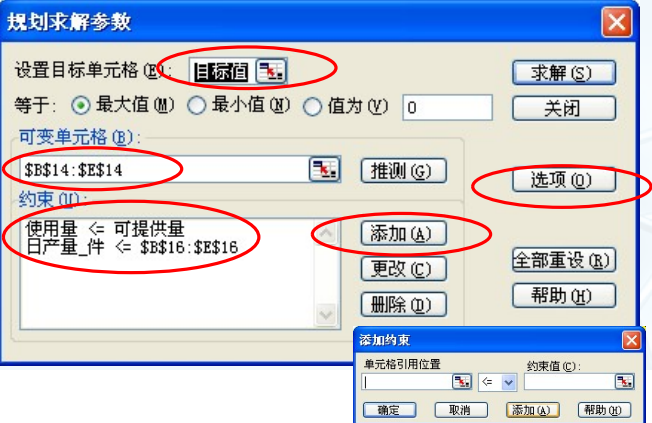 规划求解参数
设置目标单元格(E): 目标值
求解(S)
等于: 最大值(M) 最小值(N) 值为(V) 0
关闭
可变单元格(B):
$B$14:$E$14
推测(G)
选项(O)
约束(U):
使用量 <= 可提供量
日产量_件 <= $B$16:$E$16
添加(A)
更改(C)
全部重设(R)
删除(D)
帮助(H)
添加约束
单元格引用位置
约束值(C):
<=
确定
取消
添加(A)
帮助(H)